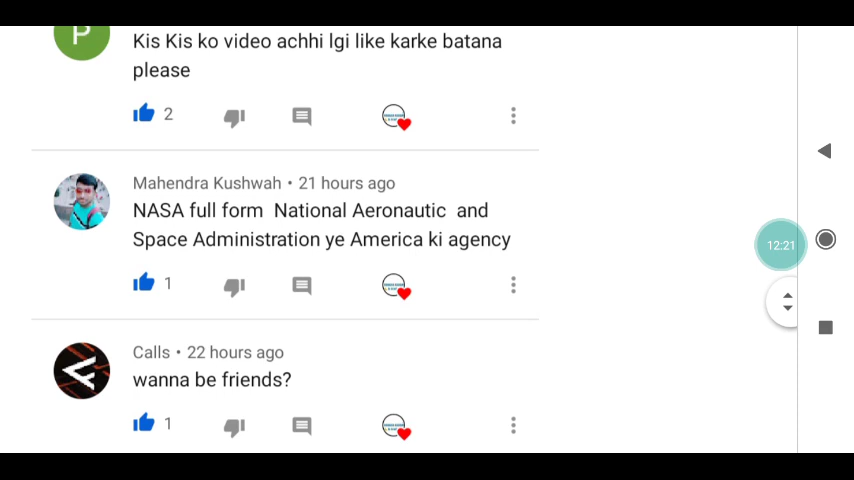 P
Kis Kis ko video achhi lgi like karke batana
please
2
Mahendra Kushwah • 21 hours ago
NASA full form National Aeronautic and
Space Administration ye America ki agency
1
12:21
Calls • 22 hours ago
wanna be friends?
1